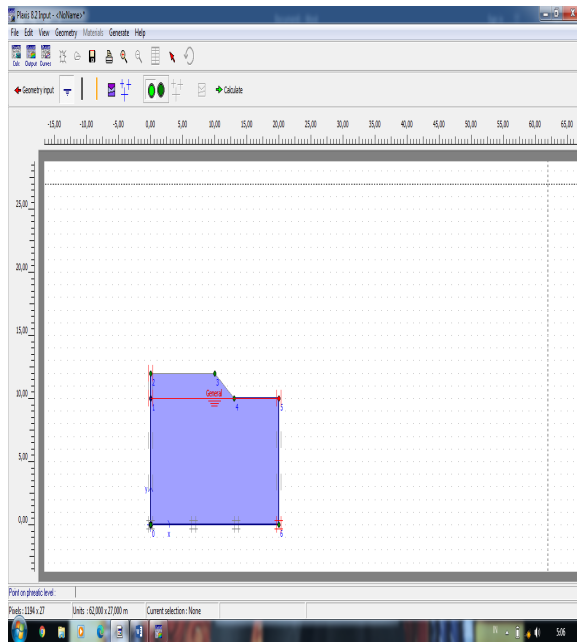 Plaxis 8.2 Input - <NoName>*
File Edit View Geometry Materials Generate Help
Calc Output Curves
Geometry input
Calculate
-15,00 -10,00 -5,00 0,00 5,00 10,00 15,00 20,00 25,00 30,00 35,00 40,00 45,00 50,00 55,00 60,00 65,00
25,00
20,00
15,00
10,00
5,00
0,00
2 3
General
1 4 5
y
0 x 6
Point on phreatic level :
Pixels : 1194 x 27 Units : 62,000 x 27,000 m Current selection : None
IN 5:06